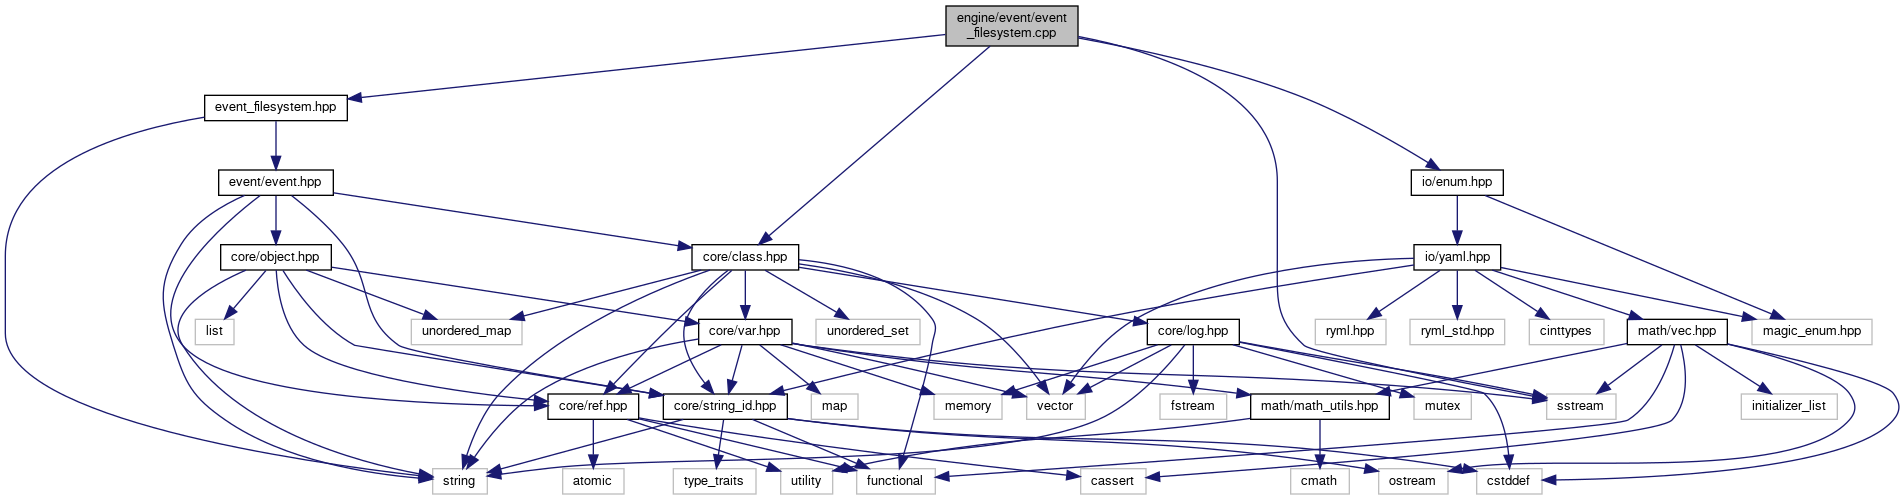 engine/event/event
_filesystem.cpp
event_filesystem.hpp
event/event.hpp
io/enum.hpp
core/object.hpp
core/class.hpp
io/yaml.hpp
list
unordered_map
core/var.hpp
unordered_set
core/log.hpp
ryml.hpp
ryml_std.hpp
cinttypes
math/vec.hpp
magic_enum.hpp
core/ref.hpp
core/string_id.hpp
map
memory
vector
fstream
math/math_utils.hpp
mutex
sstream
initializer_list
string
atomic
type_traits
utility
functional
cassert
cmath
ostream
cstddef